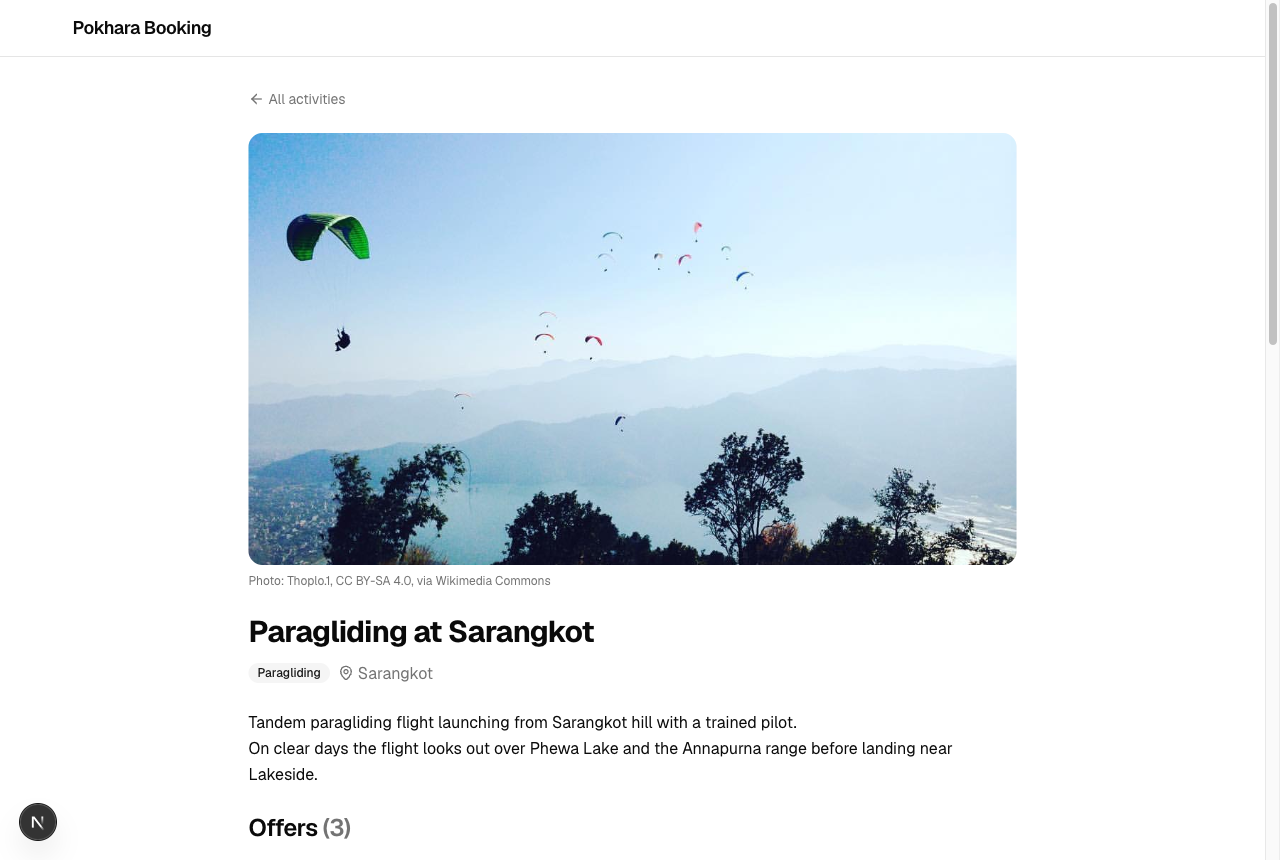 Pokhara Booking
All activities
Photo: Thoplo.1, CC BY-SA 4.0, via Wikimedia Commons
Paragliding at Sarangkot
Paragliding Sarangkot
Tandem paragliding flight launching from Sarangkot hill with a trained pilot.
On clear days the flight looks out over Phewa Lake and the Annapurna range before landing near
Lakeside.
Offers (3)
N